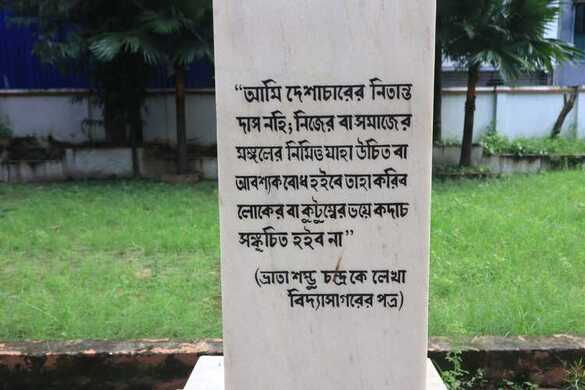 “আমি দেশাচারের নিতান্ত
দাস নহি; নিজের বা সমাজের
মঙ্গলের নিমিত্ত যাহা উচিত বা
আবশ্যক বোধ হইবে তাহা করিব
লোকের বা কুটুম্বের ভয়ে কদাচ
সঙ্কুচিত হইব না”
(ভ্রাতা শম্ভু চন্দ্র কে লেখা
বিদ্যাসাগরের পত্র)